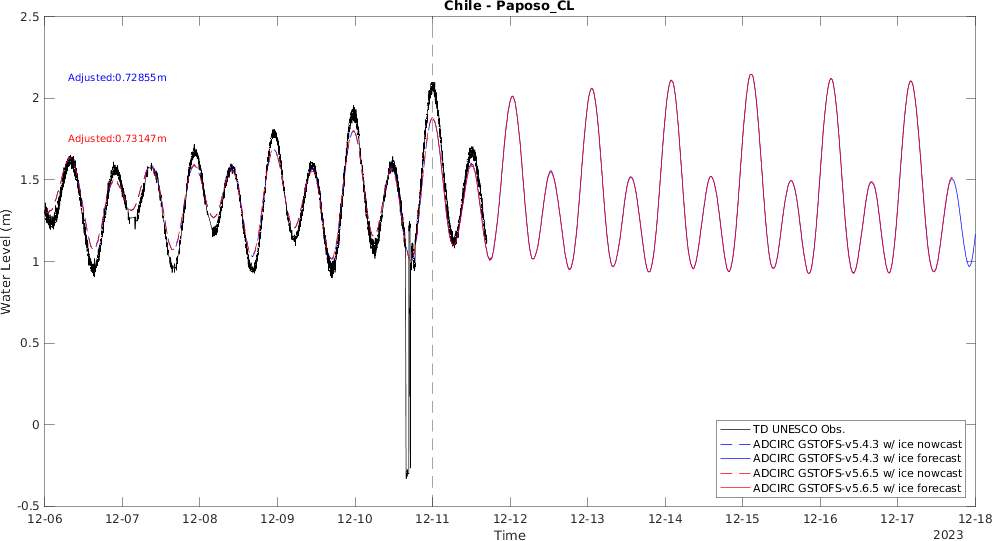 Chile - Paposo_CL
2.5
2
1.5
1
0.5
0
-0.5
Water Level (m)
Adjusted:0.72855m
Adjusted:0.73147m
TD UNESCO Obs.
ADCIRC GSTOFS-v5.4.3 w/ ice nowcast
ADCIRC GSTOFS-v5.4.3 w/ ice forecast
ADCIRC GSTOFS-v5.6.5 w/ ice nowcast
ADCIRC GSTOFS-v5.6.5 w/ ice forecast
12-06 12-07 12-08 12-09 12-10 12-11 12-12 12-13 12-14 12-15 12-16 12-17 12-18
Time
2023